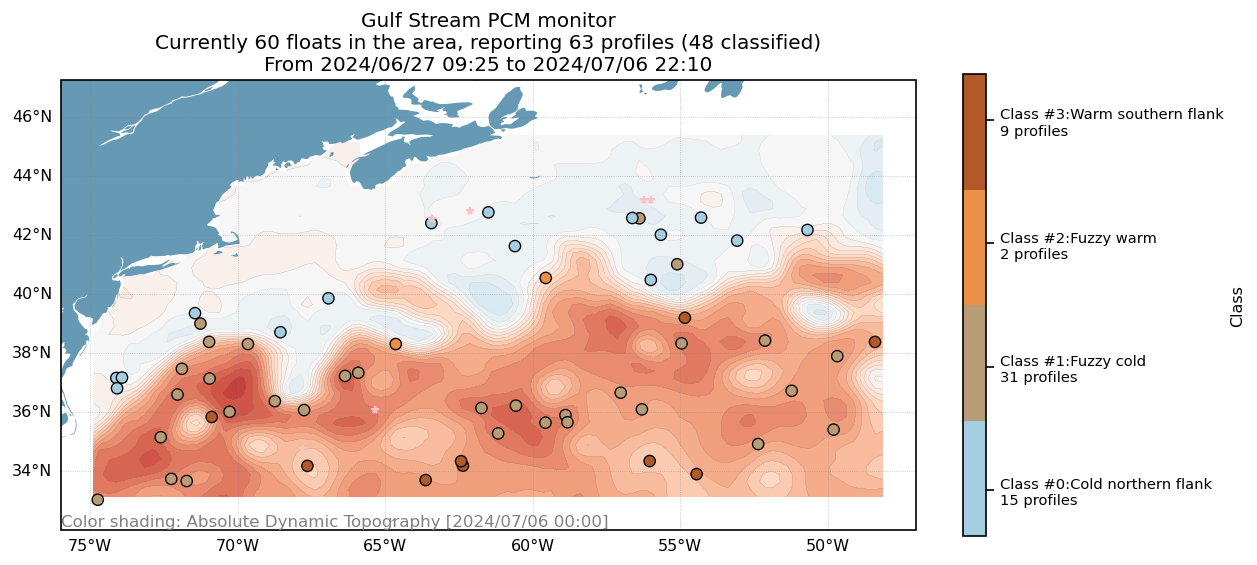 Gulf Stream PCM monitor
Currently 60 floats in the area, reporting 63 profiles (48 classified)
From 2024/06/27 09:25 to 2024/07/06 22:10
46°N
44°N
42°N
40°N
38°N
36°N
34°N
Color shading: Absolute Dynamic Topography [2024/07/06 00:00]
75°W
70°W
65°W
60°W
55°W
50°W
Class #3:Warm southern flank
9 profiles
Class #2:Fuzzy warm
2 profiles
Class #1:Fuzzy cold
31 profiles
Class #0:Cold northern flank
15 profiles
Class